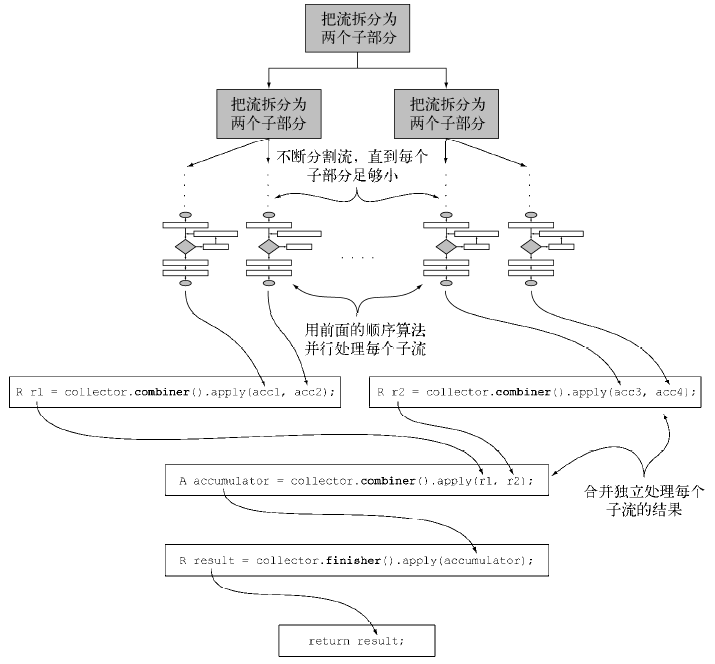 把流拆分为
两个子部分
把流拆分为
两个子部分
把流拆分为
两个子部分
不断分割流，直到每个
子部分足够小
用前面的顺序算法
并行处理每个子流
R r1 = collector.combiner().apply(acc1, acc2);
R r2 = collector.combiner().apply(acc3, acc4);
A accumulator = collector.combiner().apply(r1, r2);
合并独立处理每个
子流的结果
R result = collector.finisher().apply(accumulator);
return result;